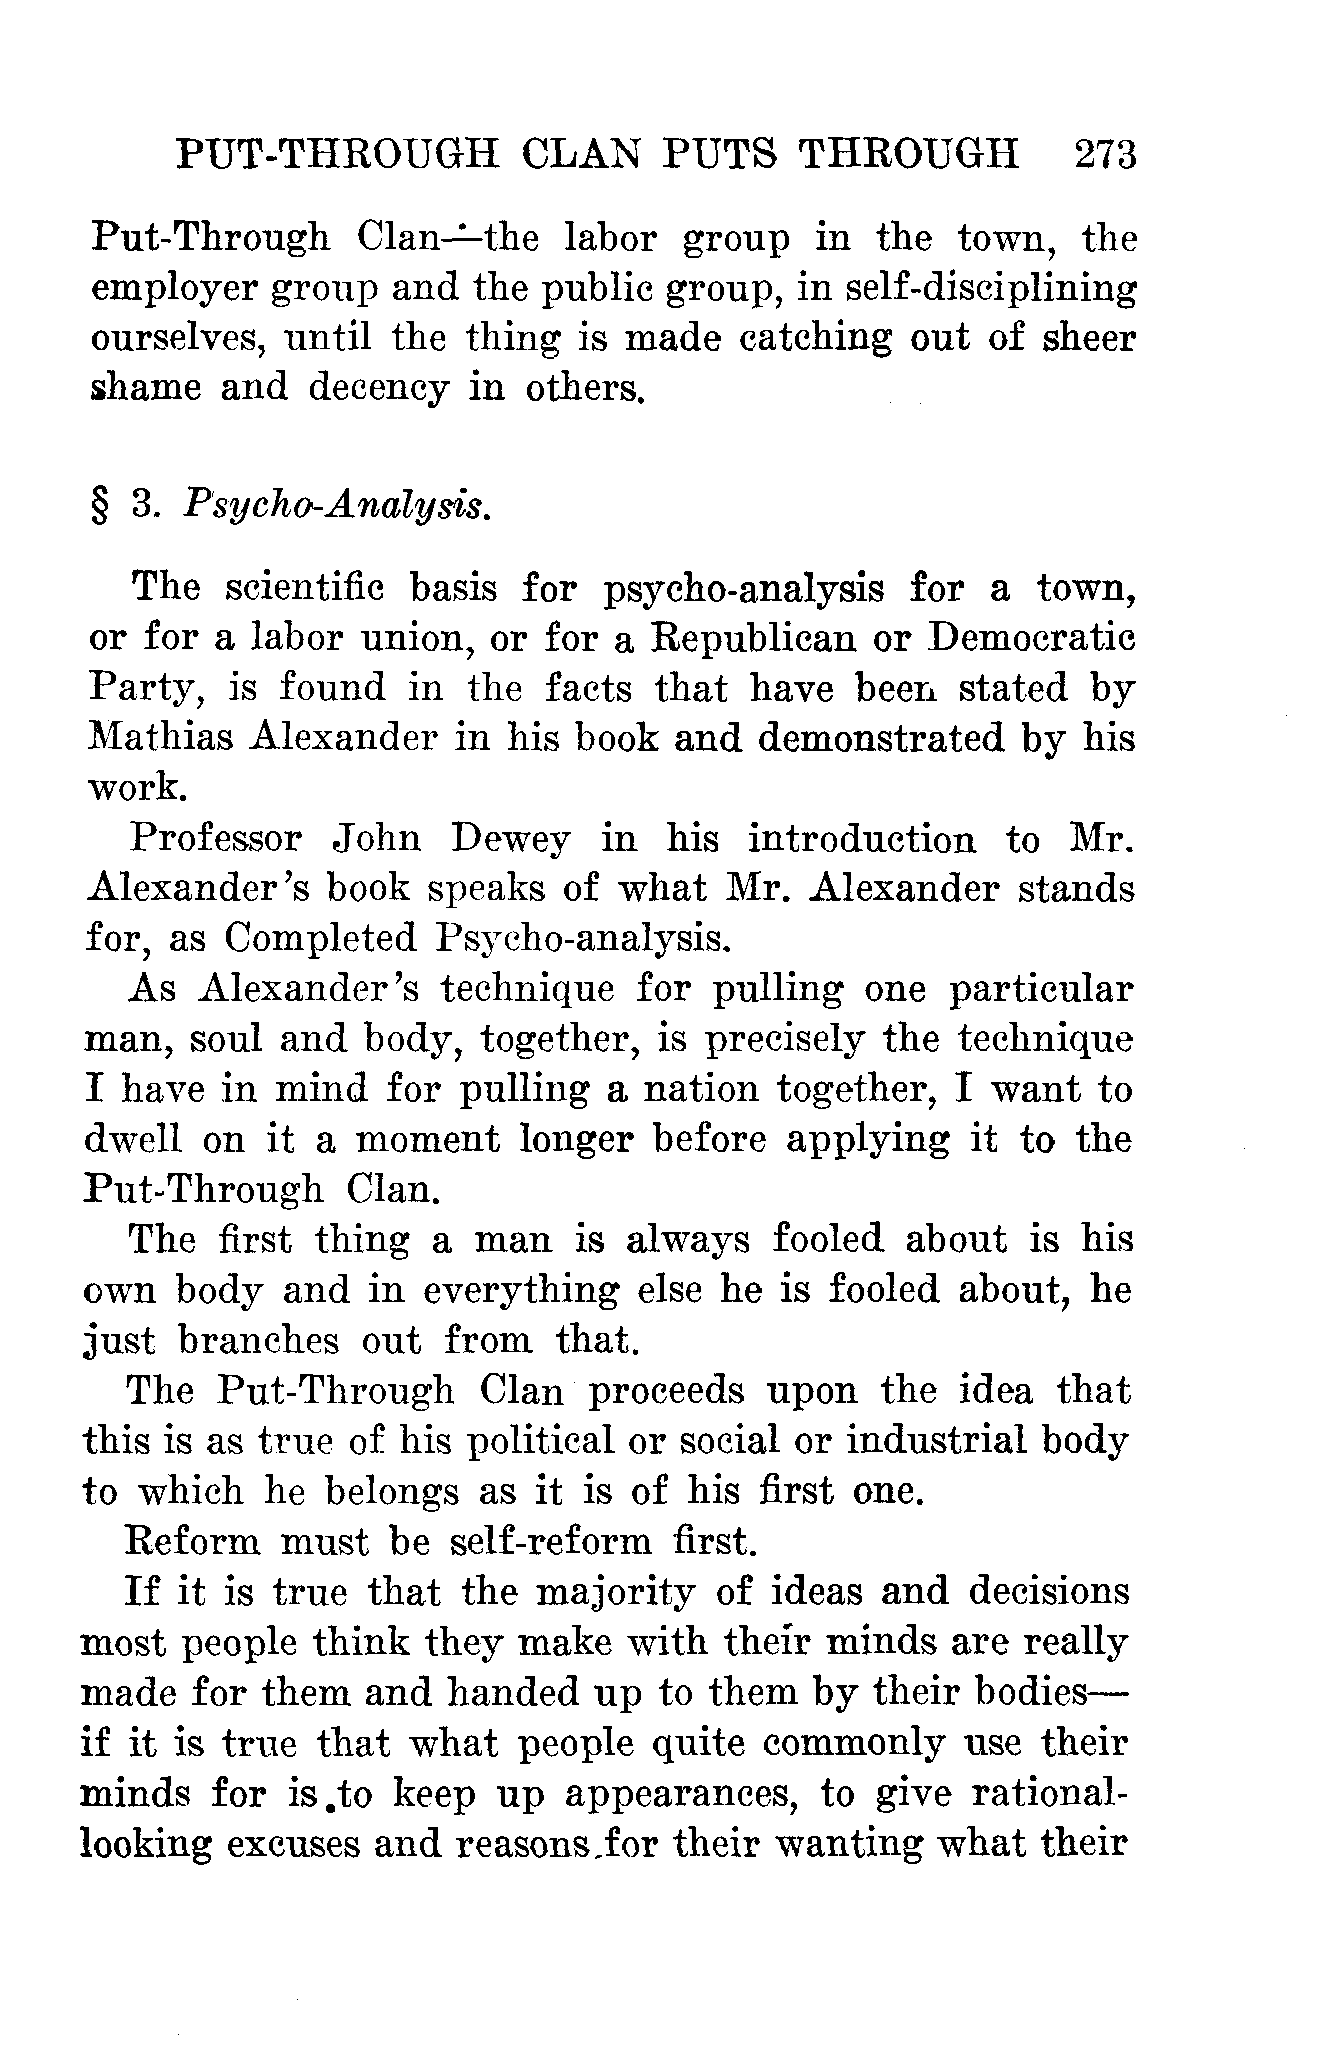 PUT-THROUGH CLAN PUTS THROUGH 273
Put-Through Clan—the labor group in the town, the
employer group and the public group, in self-disciplining
ourselves, until the thing is made catching out of sheer
shame and decency in others.
§ 3. Psycho-Analysis.
The scientific basis for psycho-analysis for a town,
or for a labor union, or for a Republican or Democratic
Party, is found in the facts that have been stated by
Mathias Alexander in his book and demonstrated by his
work.
Professor John Dewey in his introduction to Mr.
Alexander's book speaks of what Mr. Alexander stands
for, as Completed Psycho-analysis.
As Alexander's technique for pulling one particular
man, soul and body, together, is precisely the technique
I have in mind for pulling a nation together, I want to
dwell on it a moment longer before applying it to the
Put-Through Clan.
The first thing a man is always fooled about is his
own body and in everything else he is fooled about, he
just branches out from that.
The Put-Through Clan proceeds upon the idea that
this is as true of his political or social or industrial body
to which he belongs as it is of his first one.
Reform must be self-reform first.
If it is true that the majority of ideas and decisions
most people think they make with their minds are really
made for them and handed up to them by their bodies—
if it is true that what people quite commonly use their
minds for is to keep up appearances, to give rational-
looking excuses and reasons for their wanting what their